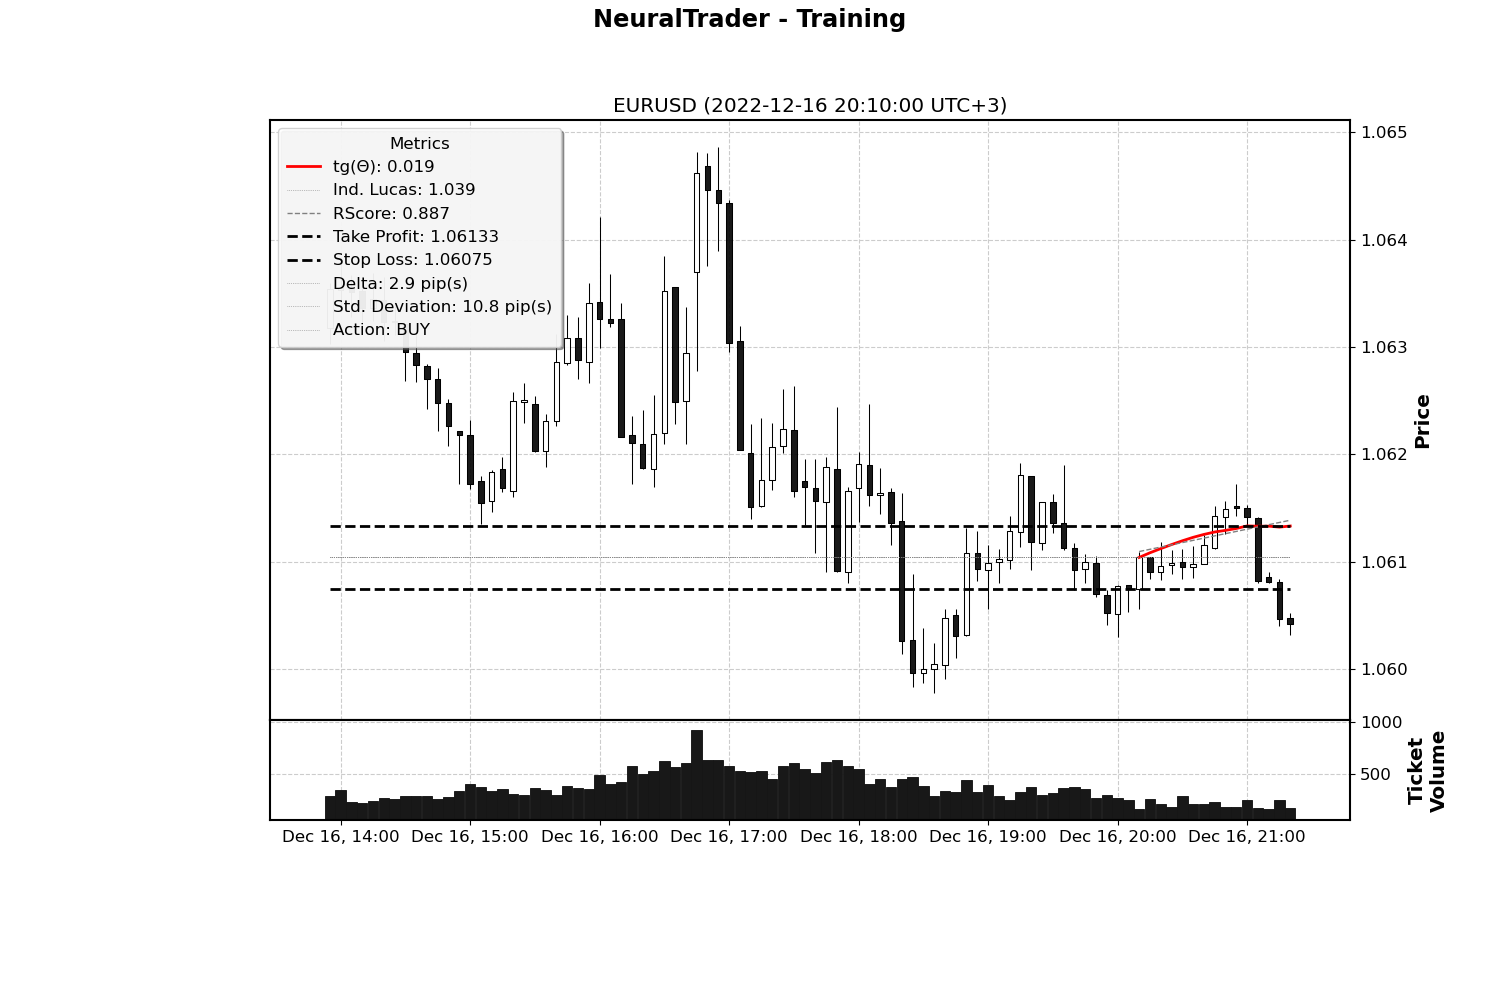 NeuralTrader - Training
EURUSD (2022-12-16 20:10:00 UTC+3)
Metrics
tg(Θ): 0.019
Ind. Lucas: 1.039
RScore: 0.887
Take Profit: 1.06133
Stop Loss: 1.06075
Delta: 2.9 pip(s)
Std. Deviation: 10.8 pip(s)
Action: BUY
1.065
1.064
1.063
1.062
1.061
1.060
Price
1000
500
Ticket
Volume
Dec 16, 14:00
Dec 16, 15:00
Dec 16, 16:00
Dec 16, 17:00
Dec 16, 18:00
Dec 16, 19:00
Dec 16, 20:00
Dec 16, 21:00